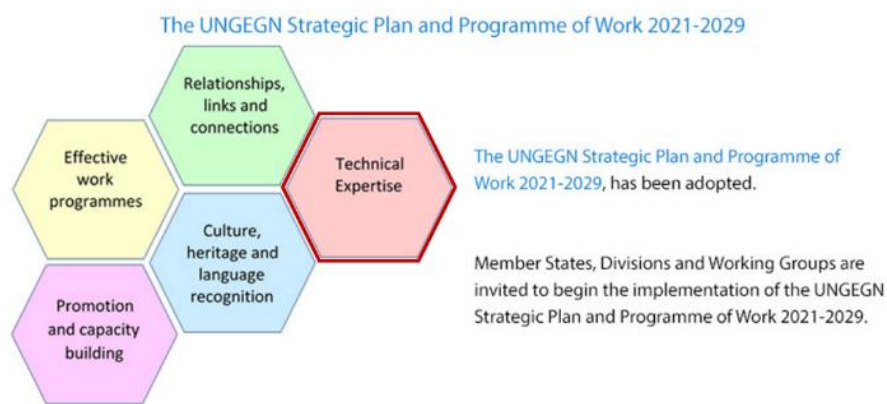 The UNGEGN Strategic Plan and Programme of Work 2021-2029
Relationships,
links and
connections
Effective
work
programmes
Technical
Expertise
Culture,
heritage and
language
recognition
Promotion
and capacity
building
The UNGEGN Strategic Plan and Programme of
Work 2021-2029, has been adopted.
Member States, Divisions and Working Groups are
invited to begin the implementation of the UNGEGN
Strategic Plan and Programme of Work 2021-2029.